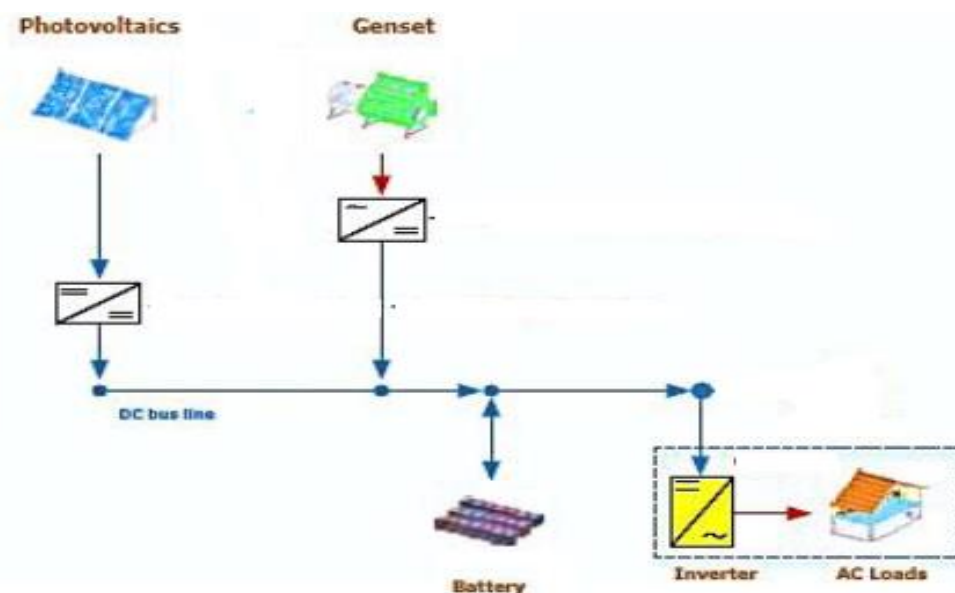 Photovoltaics
Genset
DC bus line
Battery
Inverter
AC Loads